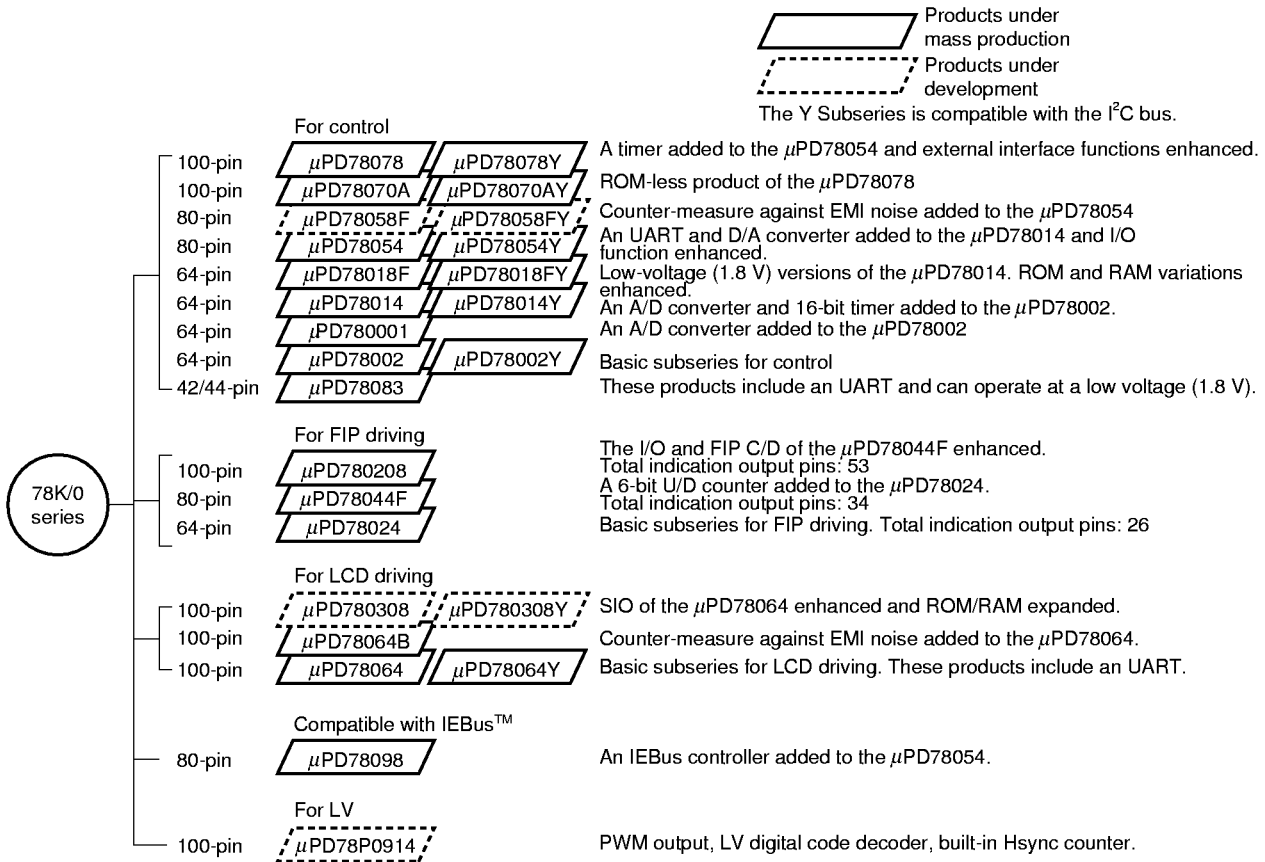 Products under
mass production
Products under
development
The Y Subseries is compatible with the I²C bus.
For control
100-pin μPD78078 μPD78078Y A timer added to the μPD78054 and external interface functions enhanced.
100-pin μPD78070A μPD78070AY ROM-less product of the μPD78078
80-pin μPD78058F μPD78058FY Counter-measure against EMI noise added to the μPD78054
80-pin μPD78054 μPD78054Y An UART and D/A converter added to the μPD78014 and I/O
function enhanced.
64-pin μPD78018F μPD78018FY Low-voltage (1.8 V) versions of the μPD78014. ROM and RAM variations
enhanced.
64-pin μPD78014 μPD78014Y An A/D converter and 16-bit timer added to the μPD78002.
64-pin μPD780001 An A/D converter added to the μPD78002
64-pin μPD78002 μPD78002Y Basic subseries for control
42/44-pin μPD78083 These products include an UART and can operate at a low voltage (1.8 V).
78K/0
series
For FIP driving
100-pin μPD780208 The I/O and FIP C/D of the μPD78044F enhanced.
Total indication output pins: 53
80-pin μPD78044F A 6-bit U/D counter added to the μPD78024.
Total indication output pins: 34
64-pin μPD78024 Basic subseries for FIP driving. Total indication output pins: 26
For LCD driving
100-pin μPD780308 μPD780308Y SIO of the μPD78064 enhanced and ROM/RAM expanded.
100-pin μPD78064B Counter-measure against EMI noise added to the μPD78064.
100-pin μPD78064 μPD78064Y Basic subseries for LCD driving. These products include an UART.
Compatible with IEBus™
80-pin μPD78098 An IEBus controller added to the μPD78054.
For LV
100-pin μPD78P0914 PWM output, LV digital code decoder, built-in Hsync counter.